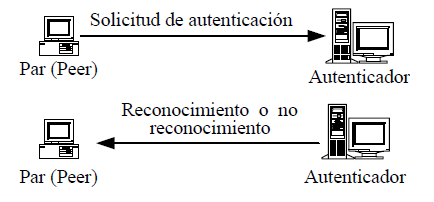 Solicitud de autenticación
Par (Peer)
Autenticador
Reconocimiento o no
reconocimiento
Par (Peer)
Autenticador